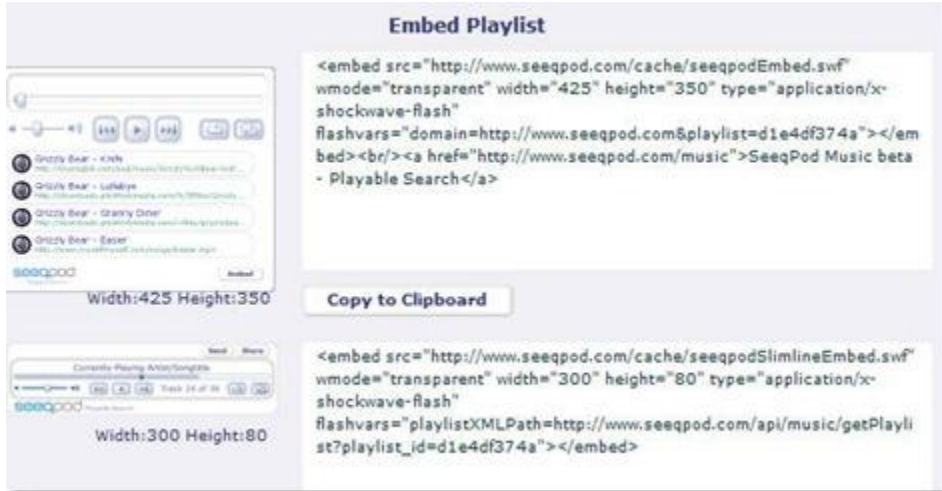 Embed Playlist
<embed src="http://www.seeqpod.com/cache/seeqpodEmbed.swf"
wmode="transparent" width="425" height="350" type="application/x-
shockwave-flash"
flashvars="domain=http://www.seeqpod.com&playlist=d1e4df374a"></em
bed><br/><a href="http://www.seeqpod.com/music">SeeqPod Music beta
- Playable Search</a>
Grizzly Bear - Knife
Grizzly Bear - Lullabye
Grizzly Bear - Granny Diner
Grizzly Bear - Easier
seeqpod
Embed
Width:425 Height:350
Copy to Clipboard
Send Share
Currently Playing Artist/Songtitle
Track 24 of 36
seeqpod
Width:300 Height:80
<embed src="http://www.seeqpod.com/cache/seeqpodSlimlineEmbed.swf"
wmode="transparent" width="300" height="80" type="application/x-
shockwave-flash"
flashvars="playlistXMLPath=http://www.seeqpod.com/api/music/getPlayli
st?playlist_id=d1e4df374a"></embed>